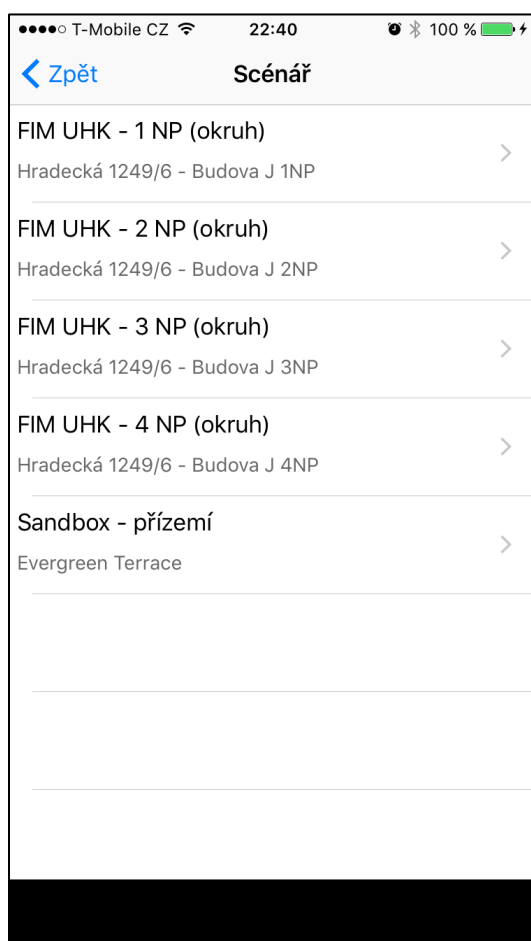 T-Mobile CZ 22:40 100 %
Zpět Scénář
FIM UHK - 1 NP (okruh)
Hradecká 1249/6 - Budova J 1NP
FIM UHK - 2 NP (okruh)
Hradecká 1249/6 - Budova J 2NP
FIM UHK - 3 NP (okruh)
Hradecká 1249/6 - Budova J 3NP
FIM UHK - 4 NP (okruh)
Hradecká 1249/6 - Budova J 4NP
Sandbox - přízemí
Evergreen Terrace